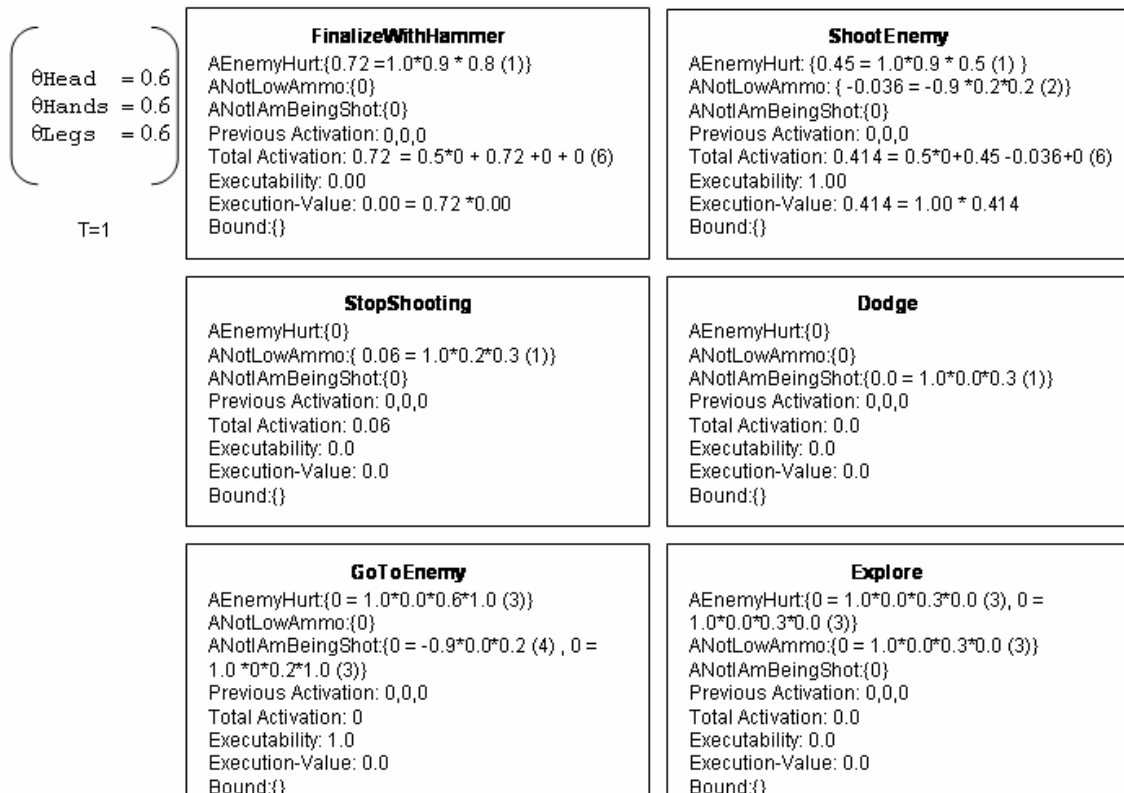 θHead = 0.6
θHands = 0.6
θLegs = 0.6
T=1
FinalizeWithHammer
AEnemyHurt:{0.72 =1.0*0.9 * 0.8 (1)}
ANotLowAmmo:{0}
ANotIAmBeingShot:{0}
Previous Activation: 0,0,0
Total Activation: 0.72 = 0.5*0 + 0.72 +0 + 0 (6)
Executability: 0.00
Execution-Value: 0.00 = 0.72 *0.00
Bound:{}
ShootEnemy
AEnemyHurt: {0.45 = 1.0*0.9 * 0.5 (1) }
ANotLowAmmo: { -0.036 = -0.9 *0.2*0.2 (2)}
ANotIAmBeingShot:{0}
Previous Activation: 0,0,0
Total Activation: 0.414 = 0.5*0+0.45 -0.036+0 (6)
Executability: 1.00
Execution-Value: 0.414 = 1.00 * 0.414
Bound:{}
StopShooting
AEnemyHurt:{0}
ANotLowAmmo:{ 0.06 = 1.0*0.2*0.3 (1)}
ANotIAmBeingShot:{0}
Previous Activation: 0,0,0
Total Activation: 0.06
Executability: 0.0
Execution-Value: 0.0
Bound:{}
Dodge
AEnemyHurt:{0}
ANotLowAmmo:{0}
ANotIAmBeingShot:{0.0 = 1.0*0.0*0.3 (1)}
Previous Activation: 0,0,0
Total Activation: 0.0
Executability: 0.0
Execution-Value: 0.0
Bound:{}
GoToEnemy
AEnemyHurt:{0 = 1.0*0.0*0.6*1.0 (3)}
ANotLowAmmo:{0}
ANotIAmBeingShot:{0 = -0.9*0.0*0.2 (4) , 0 =
1.0 *0*0.2*1.0 (3)}
Previous Activation: 0,0,0
Total Activation: 0
Executability: 1.0
Execution-Value: 0.0
Bound:{}
Explore
AEnemyHurt:{0 = 1.0*0.0*0.3*0.0 (3), 0 =
1.0*0.0*0.3*0.0 (3)}
ANotLowAmmo:{0 = 1.0*0.0*0.3*0.0 (3)}
ANotIAmBeingShot:{0}
Previous Activation: 0,0,0
Total Activation: 0.0
Executability: 0.0
Execution-Value: 0.0
Bound:{}